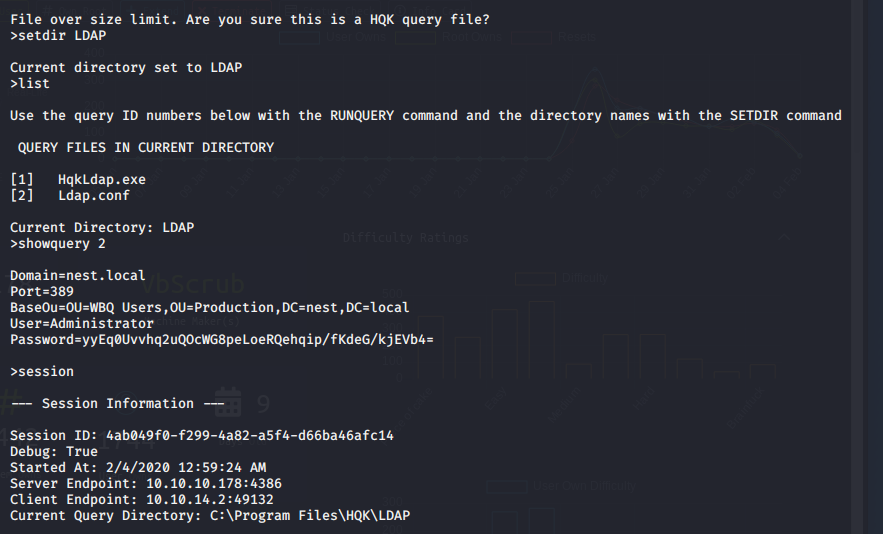 File over size limit. Are you sure this is a HQK query file?
>setdir LDAP
Current directory set to LDAP
>list
Use the query ID numbers below with the RUNQUERY command and the directory names with the SETDIR command
QUERY FILES IN CURRENT DIRECTORY
[1] HqkLdap.exe
[2] Ldap.conf
Current Directory: LDAP
>showquery 2
Difficulty Ratings
Domain=nest.local
VbScrub
Difficulty
Port=389
BaseOu=OU=WBQ Users,OU=Production,DC=nest,DC=local
User=Administrator
Password=yyEq0Uvvhq2uQOcWG8peLoeRQehqip/fKdeG/kjEVb4=
>session
--- Session Information ---
9
Session ID: 4ab049f0-f299-4a82-a5f4-d66ba46afc14
Debug: True
Started At: 2/4/2020 12:59:24 AM
Server Endpoint: 10.10.10.178:4386
Client Endpoint: 10.10.14.2:49132
Current Query Directory: C:\Program Files\HQK\LDAP